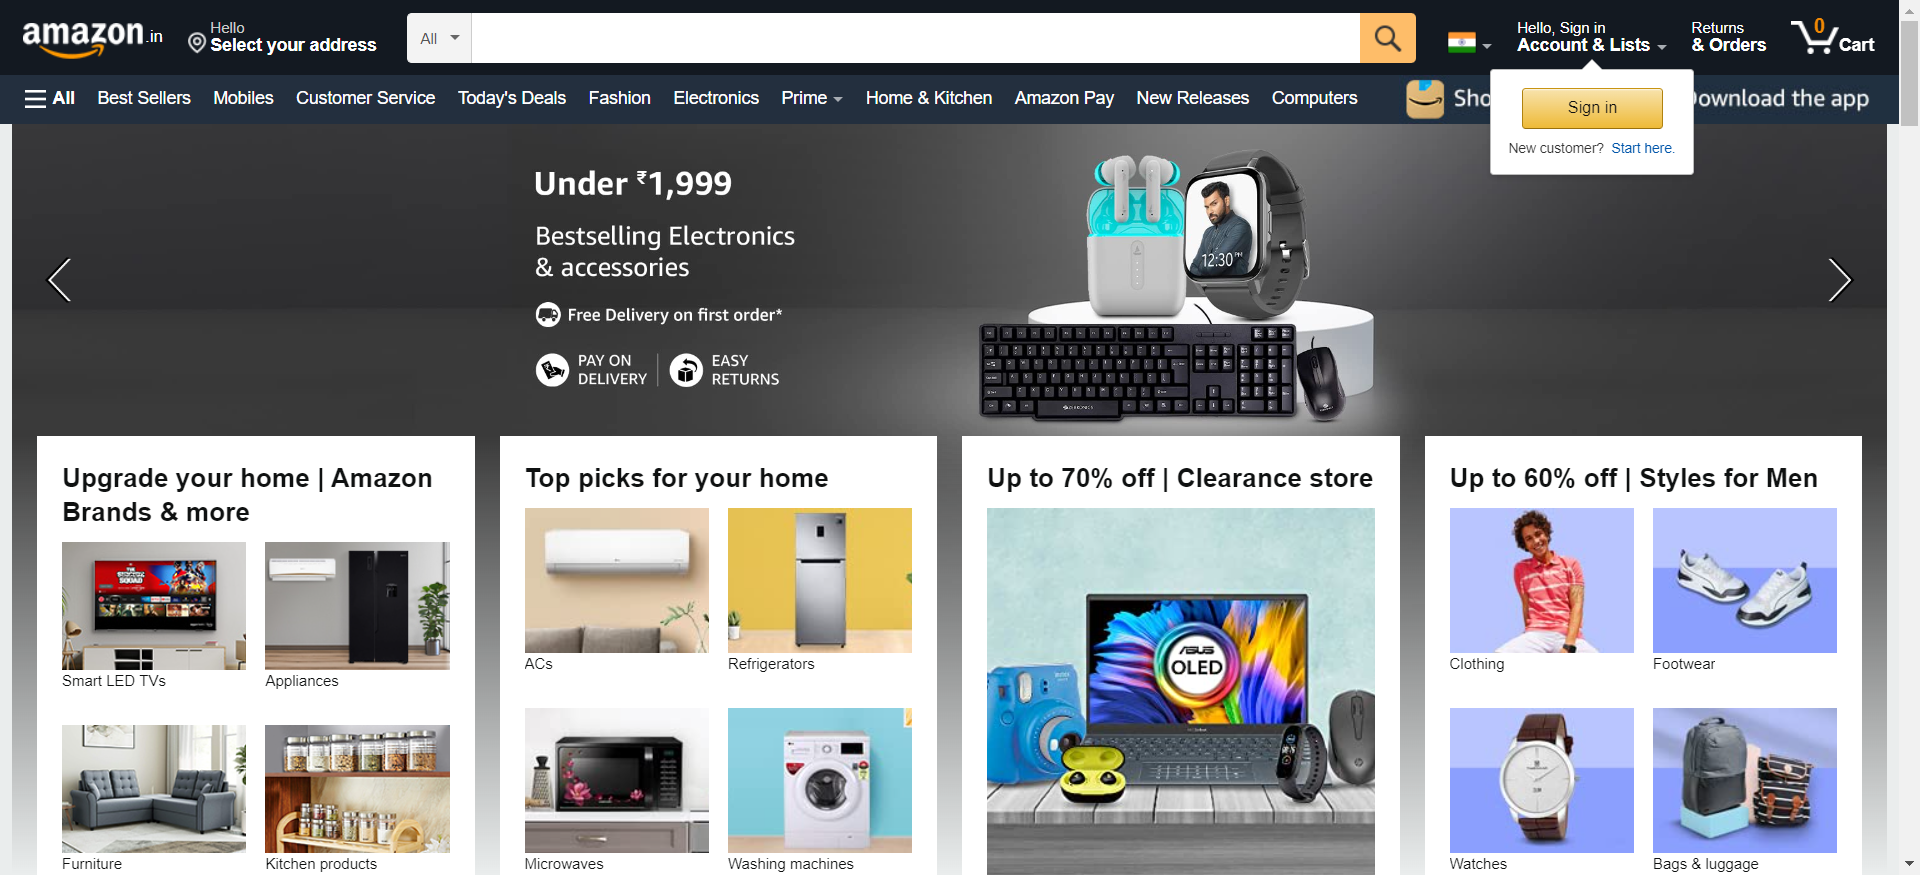 amazon.in
Hello
Select your address
All
Hello, Sign in
Account & Lists
Returns
& Orders
0
Cart
All
Best Sellers
Mobiles
Customer Service
Today's Deals
Fashion
Electronics
Prime
Home & Kitchen
Amazon Pay
New Releases
Computers
Sho
Download the app
Sign in
New customer? Start here.
Under ₹1,999
Bestselling Electronics
& accessories
Free Delivery on first order*
PAY ON
DELIVERY
EASY
RETURNS
12:30 PM
Upgrade your home | Amazon
Brands & more
Smart LED TVs
Appliances
Furniture
Kitchen products
Top picks for your home
ACs
Refrigerators
Microwaves
Washing machines
Up to 70% off | Clearance store
ASUS
OLED
Up to 60% off | Styles for Men
Clothing
Footwear
Watches
Bags & luggage